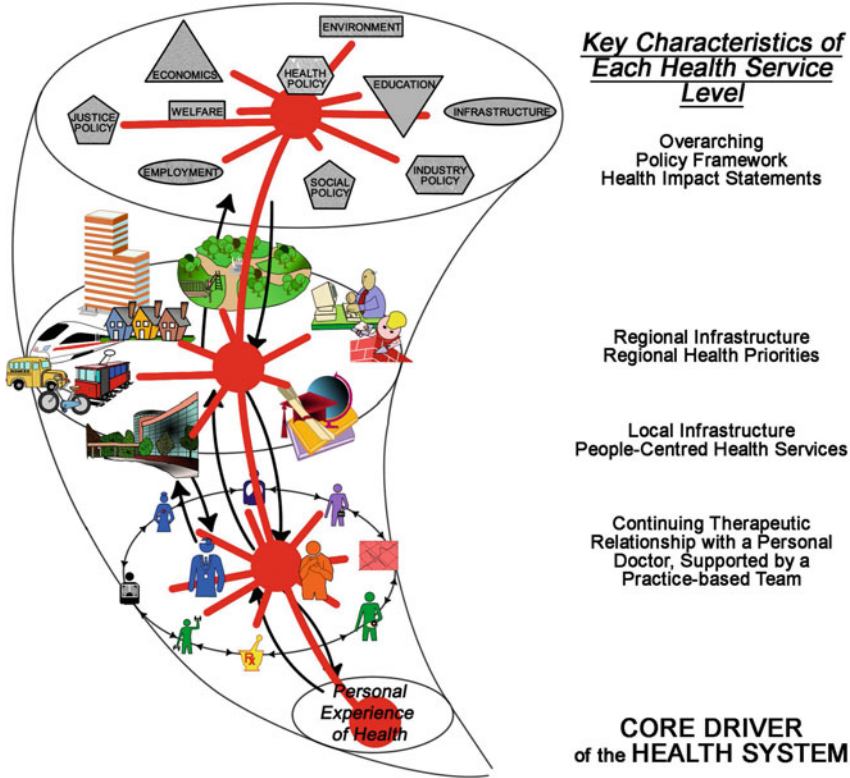 ENVIRONMENT
ECONOMICS
HEALTH
POLICY
EDUCATION
JUSTICE
POLICY
WELFARE
INFRASTRUCTURE
EMPLOYMENT
SOCIAL
POLICY
INDUSTRY
POLICY
Rx
Personal
Experience
of Health
Key Characteristics of
Each Health Service
Level
Overarching
Policy Framework
Health Impact Statements
Regional Infrastructure
Regional Health Priorities
Local Infrastructure
People-Centred Health Services
Continuing Therapeutic
Relationship with a Personal
Doctor, Supported by a
Practice-based Team
CORE DRIVER
of the HEALTH SYSTEM